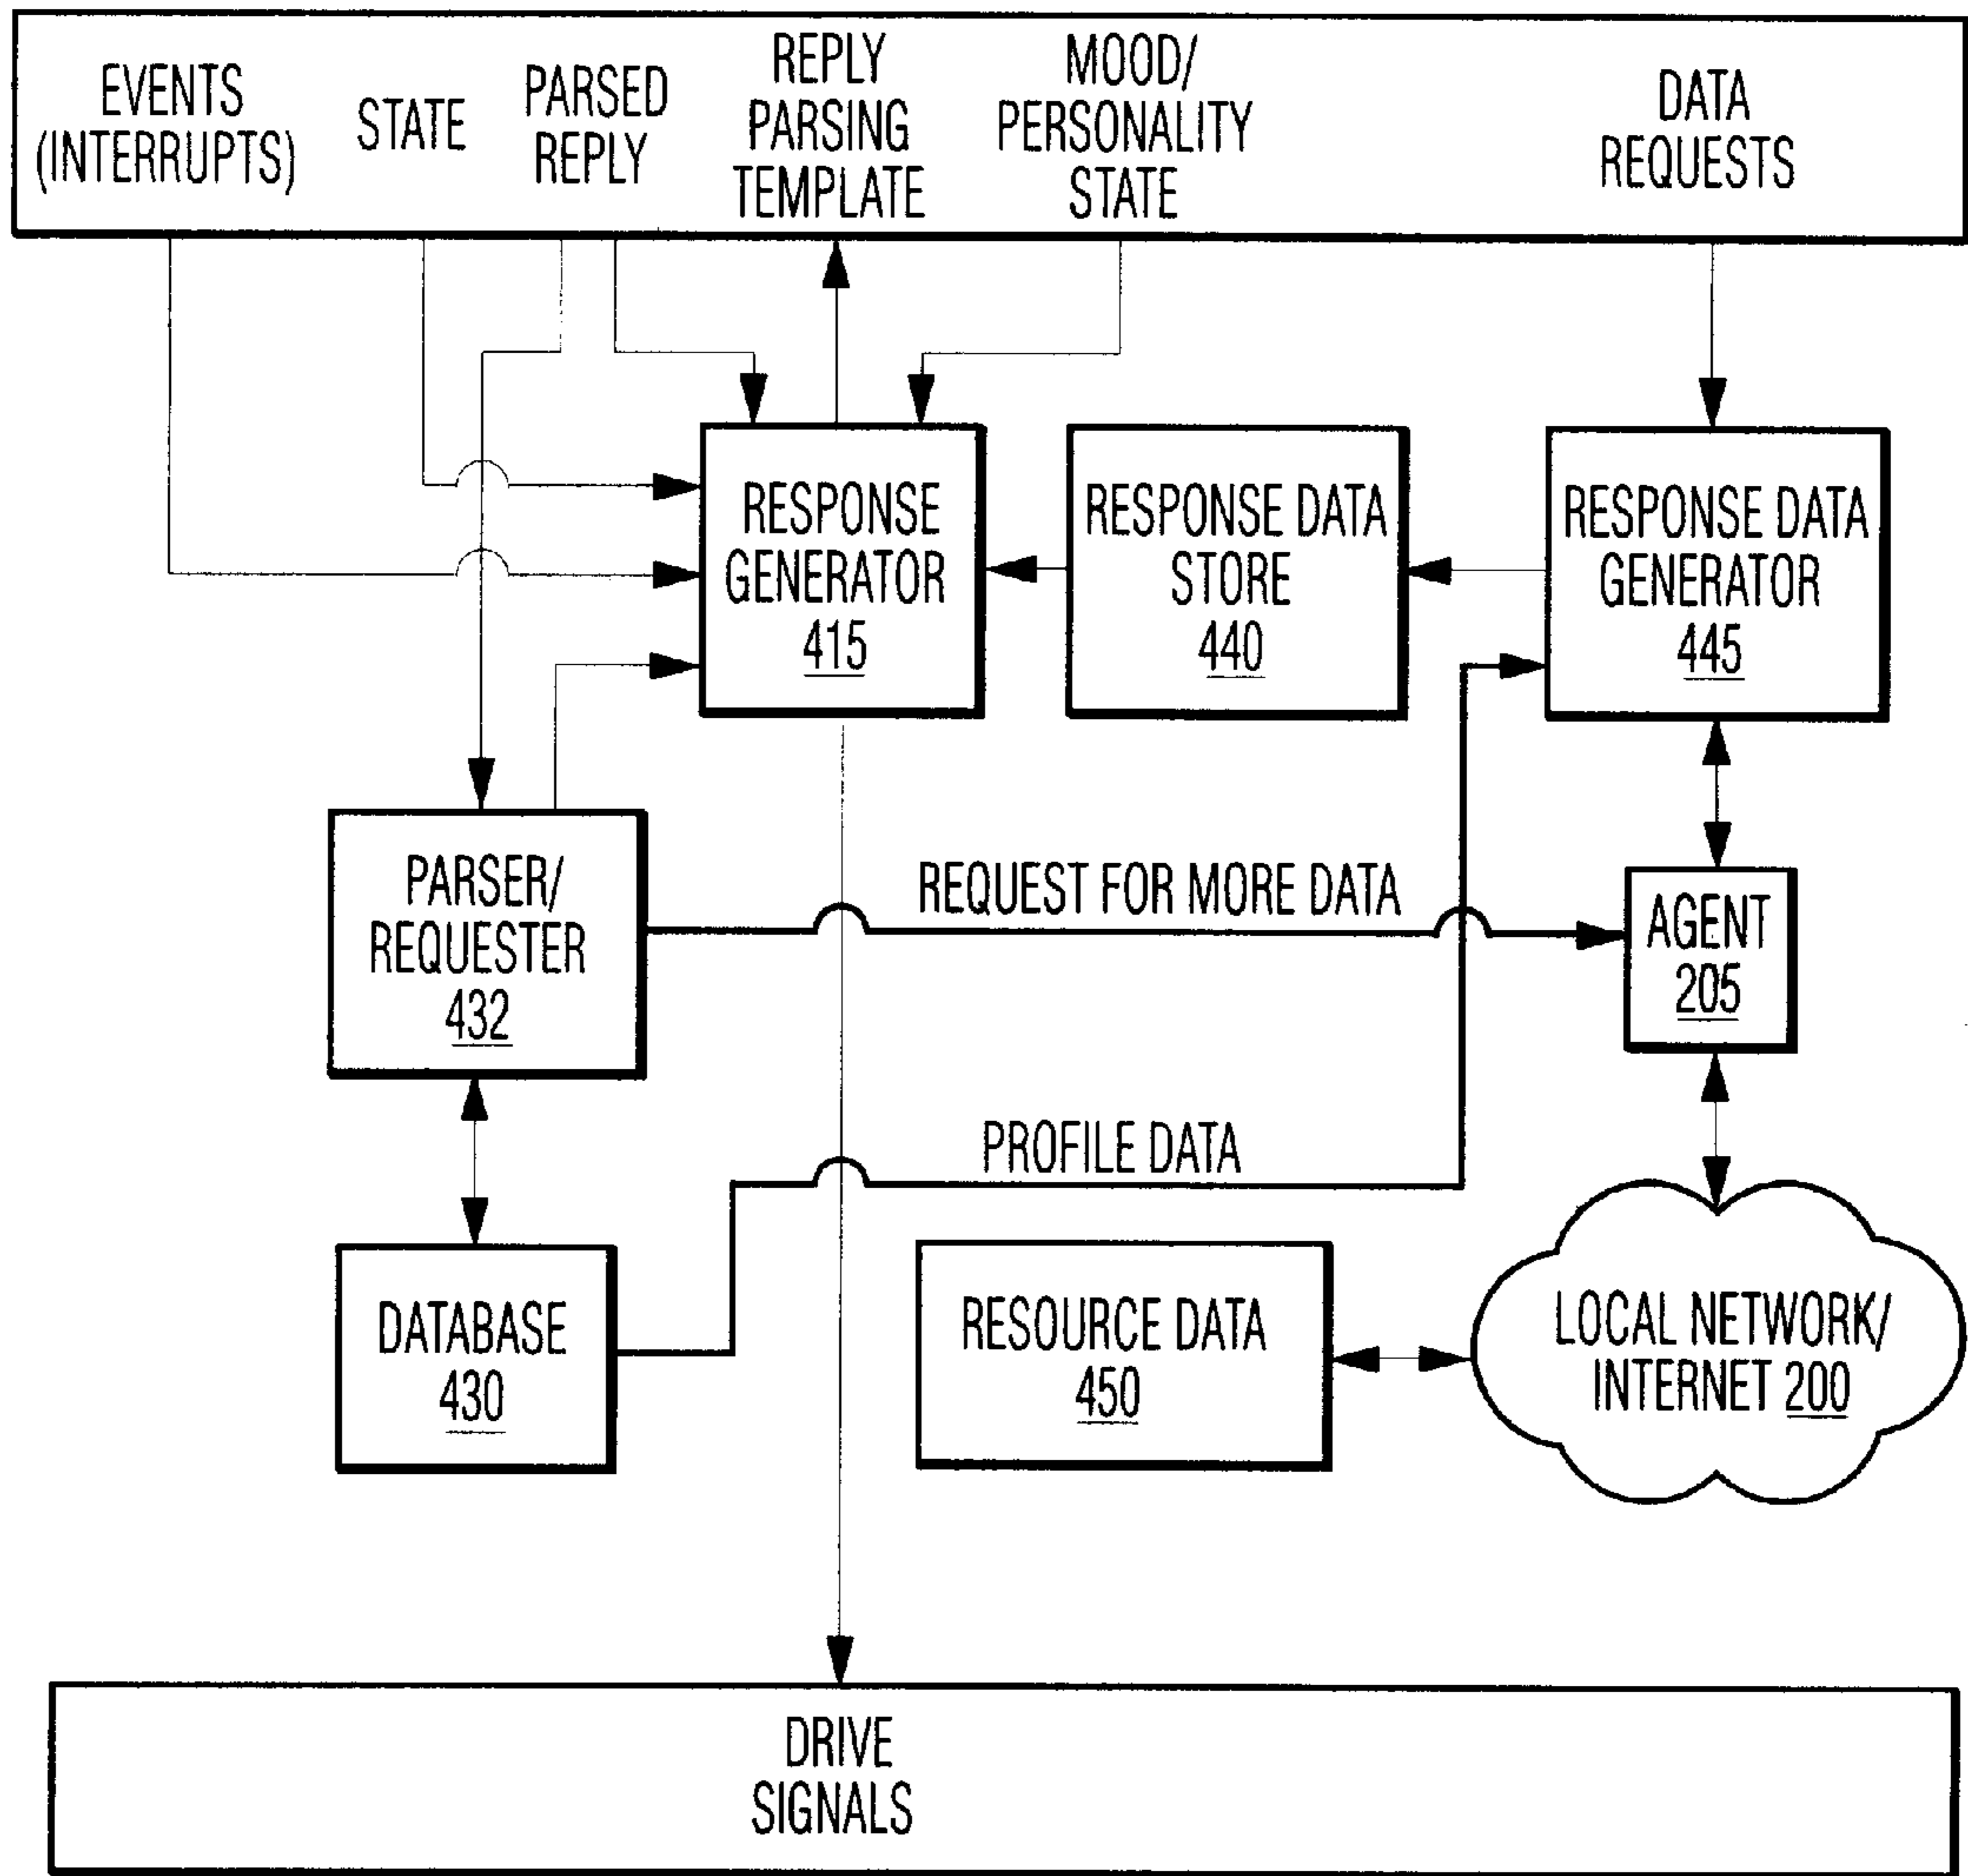 EVENTS
(INTERRUPTS)
STATE
PARSED
REPLY
REPLY
PARSING
TEMPLATE
MOOD/
PERSONALITY
STATE
DATA
REQUESTS
RESPONSE
GENERATOR
415
RESPONSE DATA
STORE
440
RESPONSE DATA
GENERATOR
445
PARSER/
REQUESTER
432
REQUEST FOR MORE DATA
AGENT
205
PROFILE DATA
DATABASE
430
RESOURCE DATA
450
LOCAL NETWORK/
INTERNET 200
DRIVE
SIGNALS